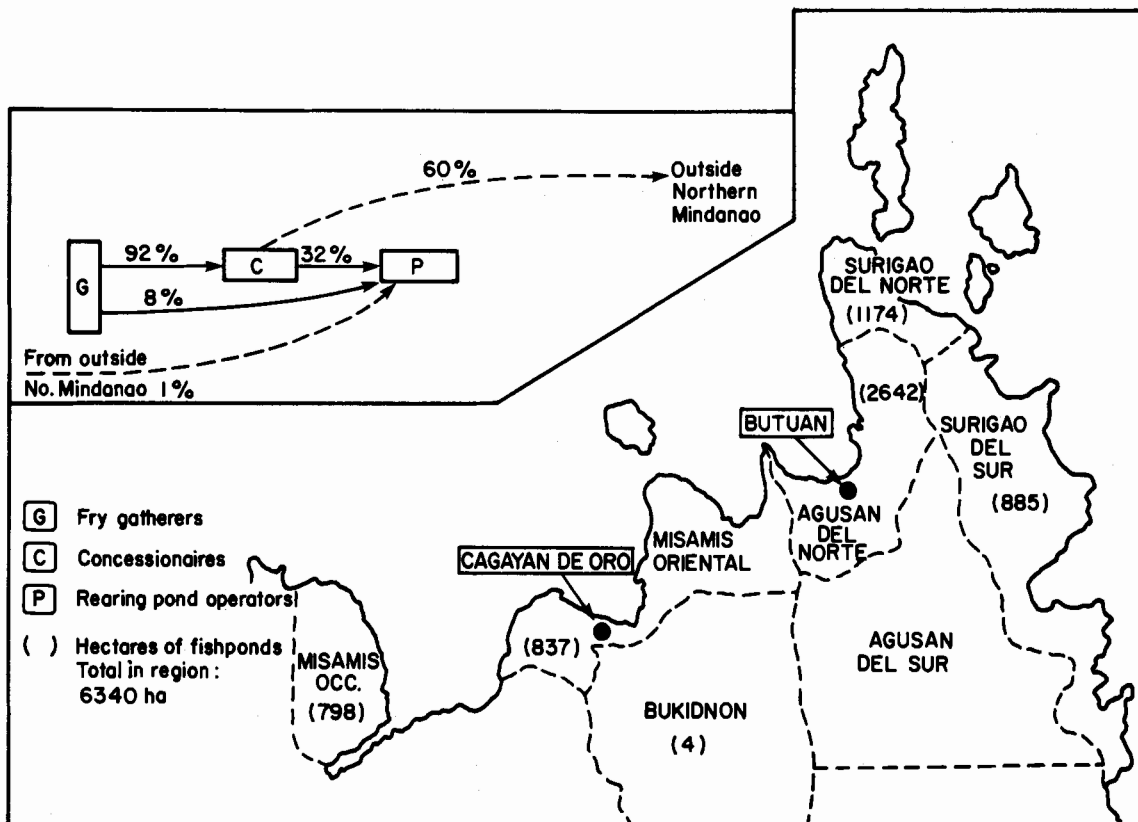 60%
Outside
Northern
Mindanao
92%
C
32%
P
G
8%
From outside
No. Mindanao 1%
SURIGAO
DEL NORTE
(1174)
(2642)
BUTUAN
SURIGAO
DEL
SUR
(885)
AGUSAN
DEL
NORTE
MISAMIS
ORIENTAL
CAGAYAN DE ORO
G Fry gatherers
C Concessionaires
P Rearing pond operators
( ) Hectares of fishponds
Total in region :
6340 ha
(837)
MISAMIS
OCC.
(798)
AGUSAN
DEL SUR
BUKIDNON
(4)